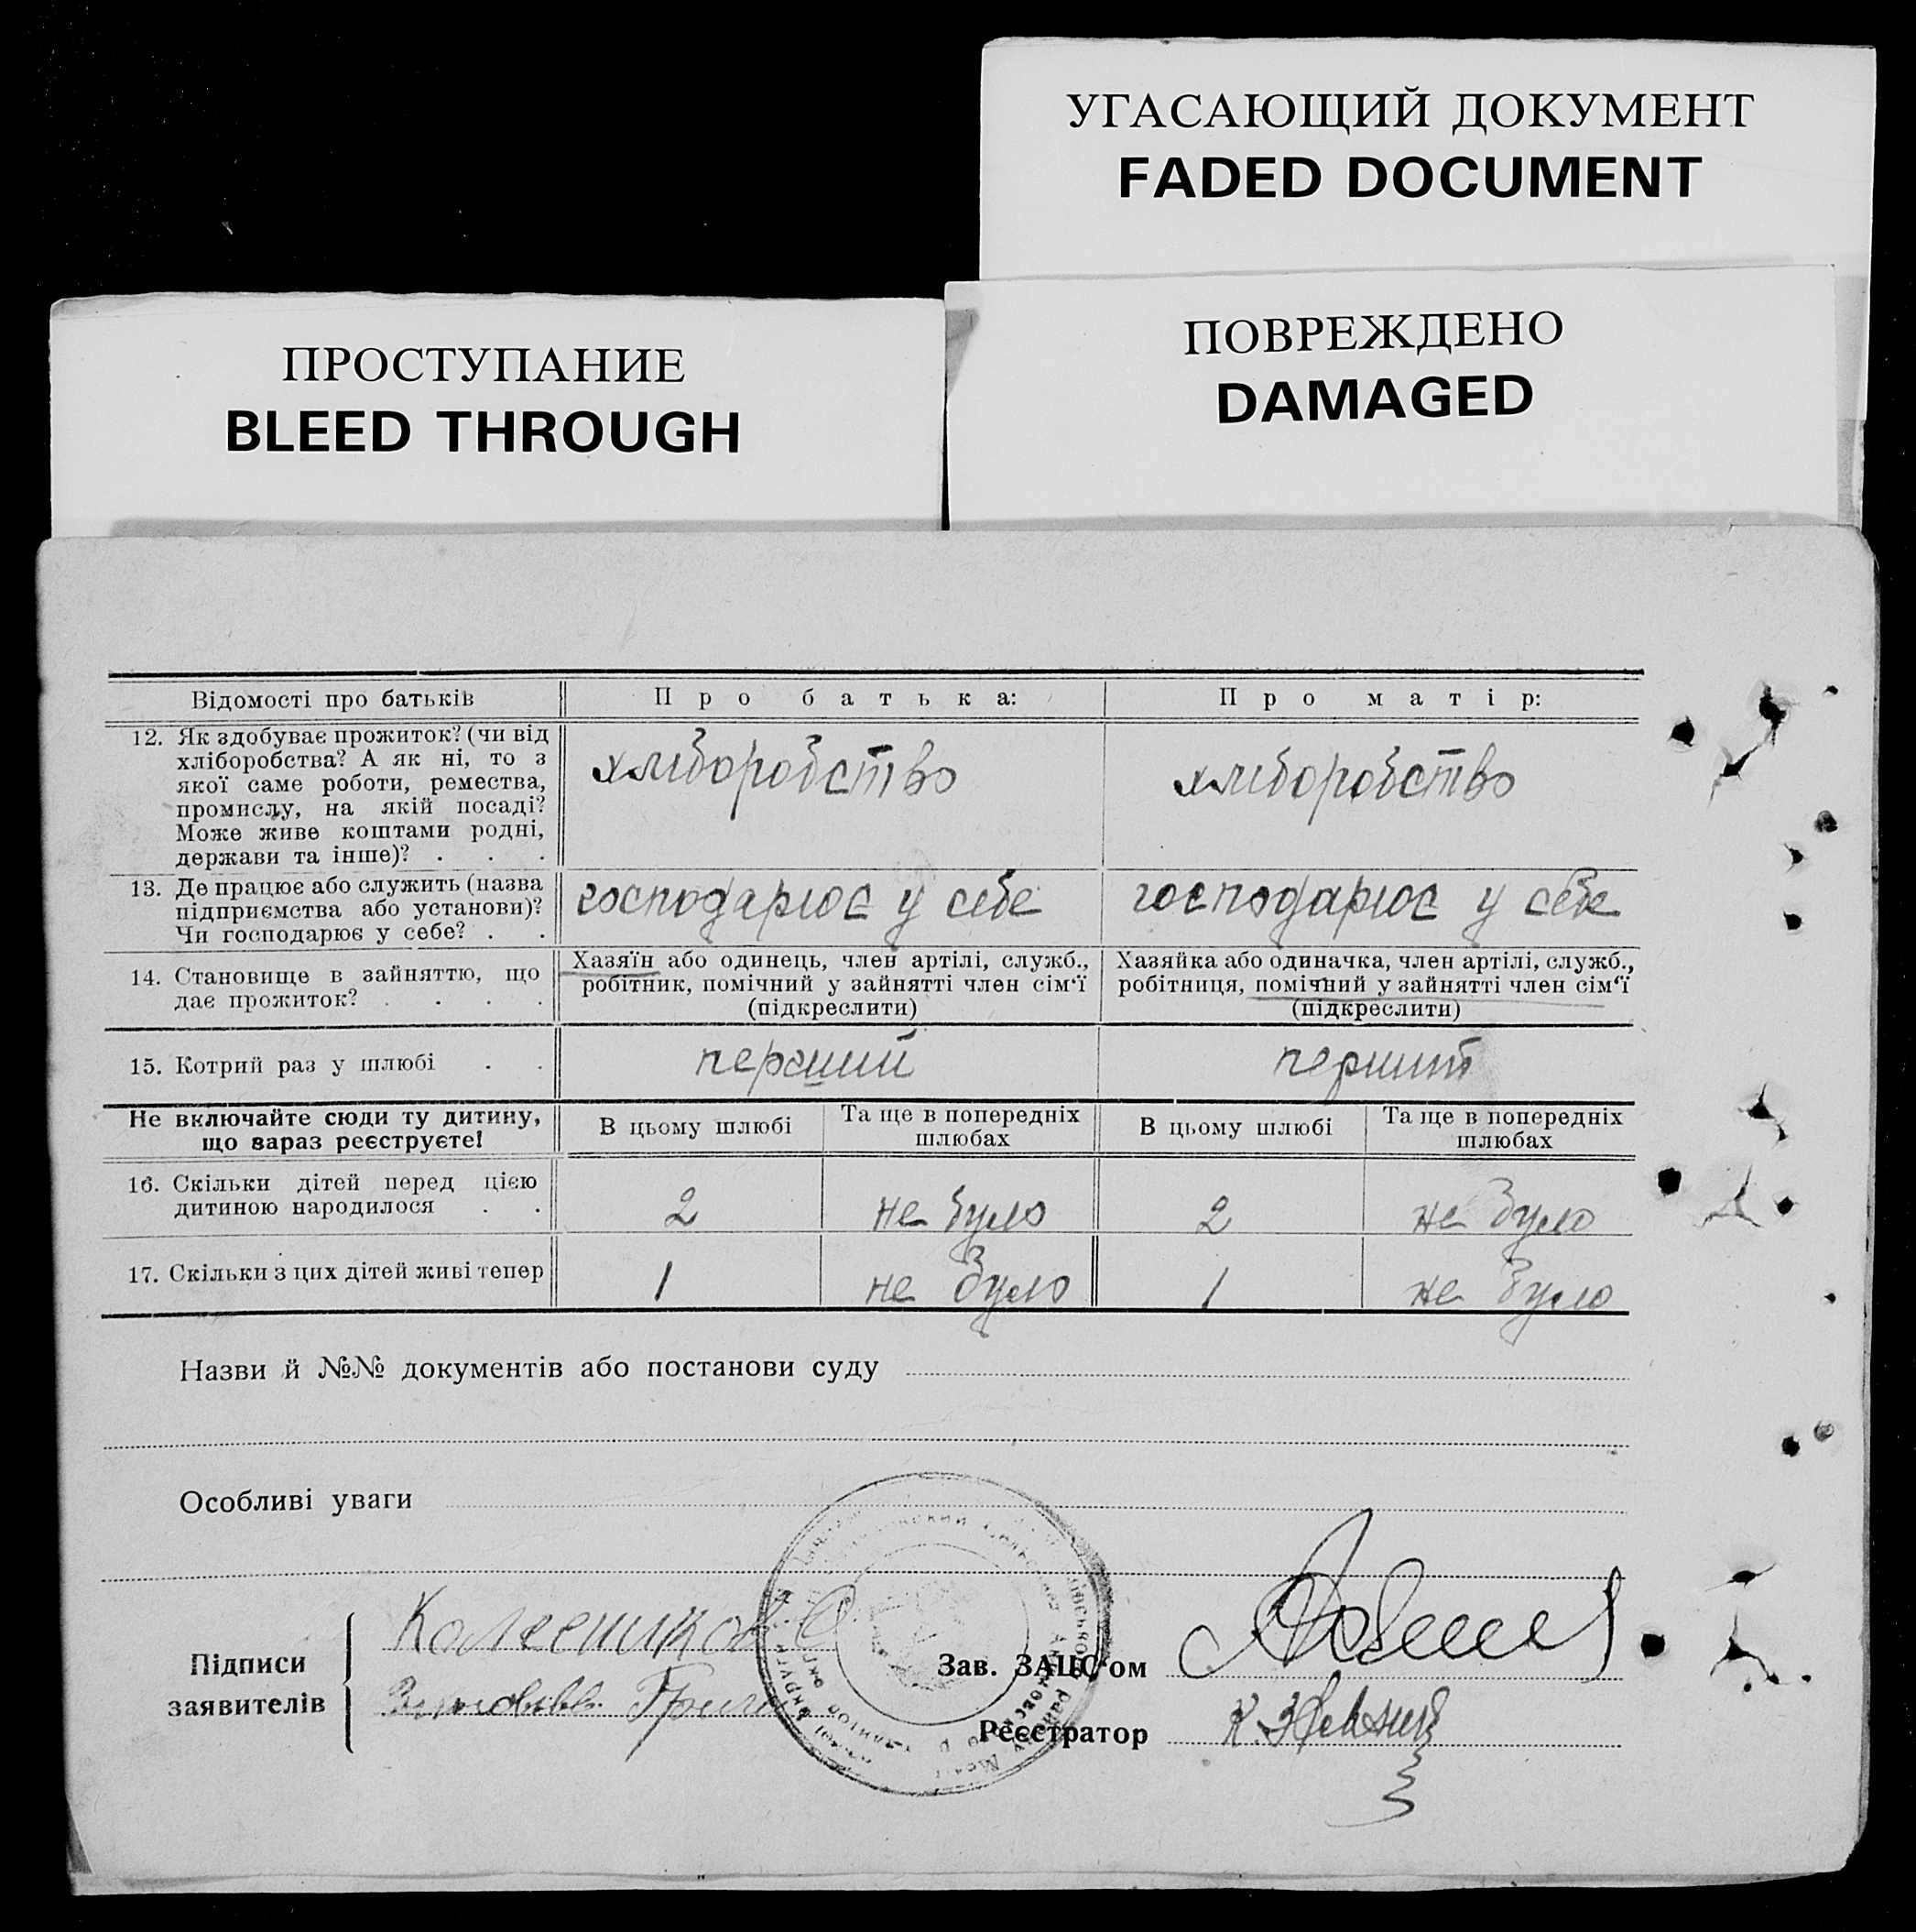 УГАСАЮЩИЙ ДОКУМЕНТ
FADED DOCUMENT
ПОВРЕЖДЕНО
DAMAGED
ПРОСТУПАНИЕ
BLEED THROUGH
Відомості про батьків Про батька: Про матір:
12. Як здобуває прожиток? (чи від
хліборобства? А як ні, то з
якої саме роботи, ремества,
промислу, на якій посаді?
Може живе коштами родні,
держави та інше)? . . .
хліборобство хліборобство
13. Де працює або служить (назва
підприємства або установи)?
Чи господарює у себе? . .
господарює у себе господарює у себе
14. Становище в зайняттю, що
дає прожиток? . . . .
Хазяїн або одинець, член артілі, служб.,
робітник, помічний у зайнятті член сім‘ї
(підкреслити)
Хазяйка або одиначка, член артілі, служб.,
робітниця, помічний у зайнятті член сім‘ї
(підкреслити)
15. Котрий раз у шлюбі . . перший перший
Не включайте сюди ту дитину,
що зараз реєструєте!
В цьому шлюбі Та ще в попередніх
шлюбах
В цьому шлюбі Та ще в попередніх
шлюбах
16. Скільки дітей перед цією
дитиною народилося . .
2 не було 2 не було
17. Скільки з цих дітей живі тепер 1 не було 1 не було
Назви й №№ документів або постанови суду
Особливі уваги
Підписи
заявителів
Колесников
Зав. ЗАЦС‘ом
Реєстратор